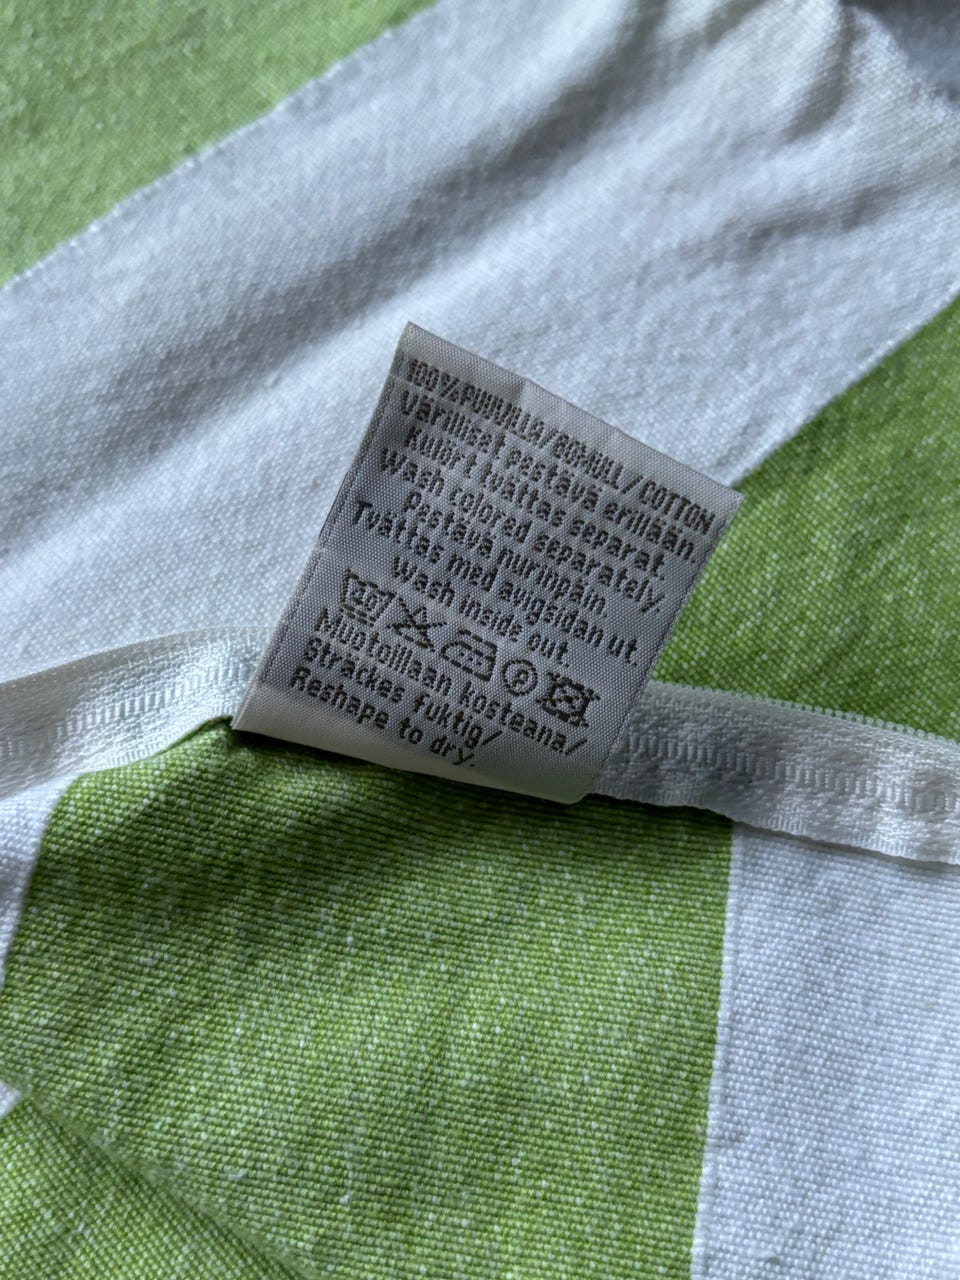 100% PUUVILLA/BOMULL/COTTON
Värilliset pestävä erillään.
Kulört tvättas separat.
Wash colored separately
Pestävä nurinpäin.
Tvättas med avigsidan ut.
Wash inside out.
P
Muotoillaan kosteana/
Sträckes fuktig/
Reshape to dry.